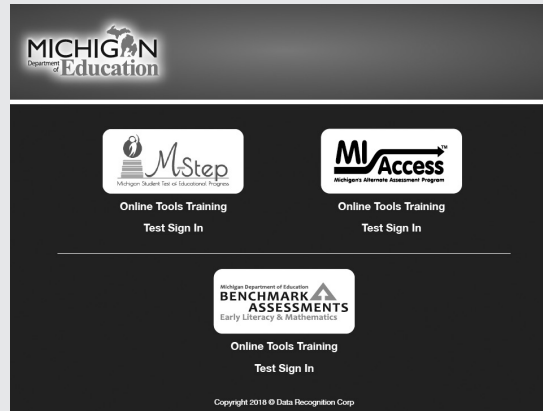 MICHIGAN
Department of Education
M-Step
Michigan Student Test of Educational Progress
Online Tools Training
Test Sign In
MI Access™
Michigan's Alternate Assessment Program
Online Tools Training
Test Sign In
Michigan Department of Education
BENCHMARK
ASSESSMENTS
Early Literacy & Mathematics
Online Tools Training
Test Sign In
Copyright 2018 © Data Recognition Corp